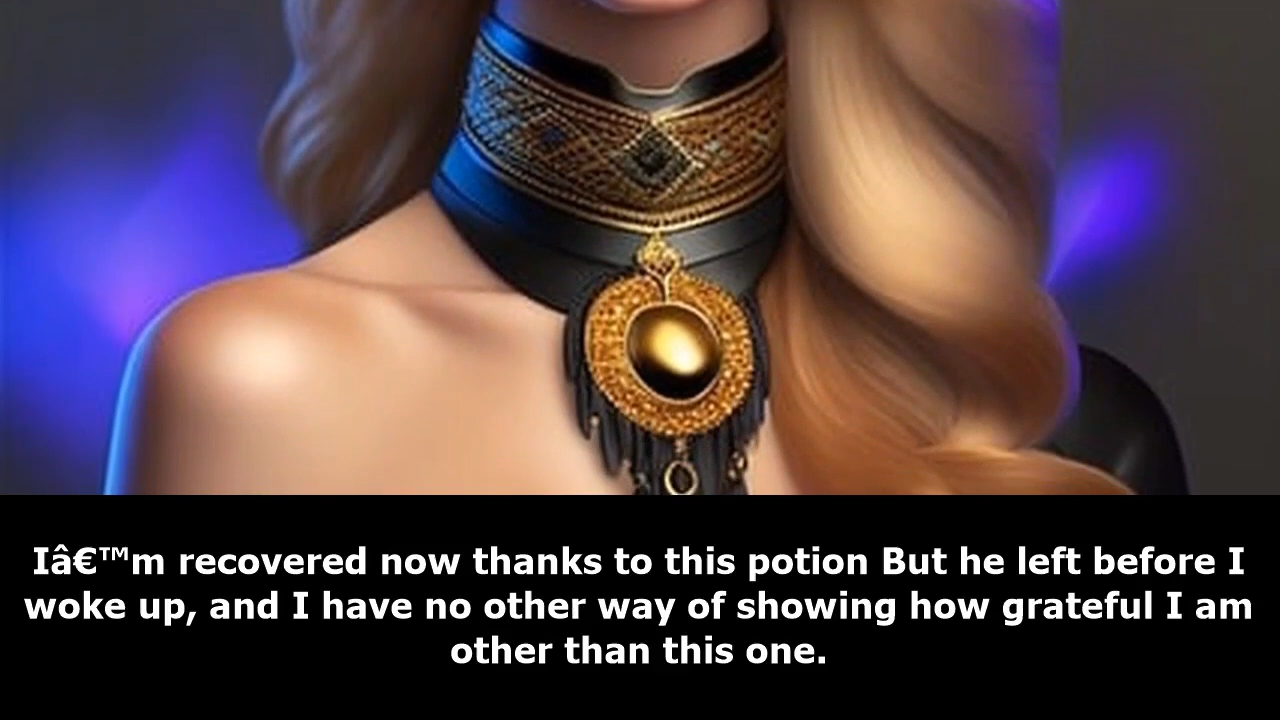 Iâ€™m recovered now thanks to this potion But he left before I
woke up, and I have no other way of showing how grateful I am
other than this one.